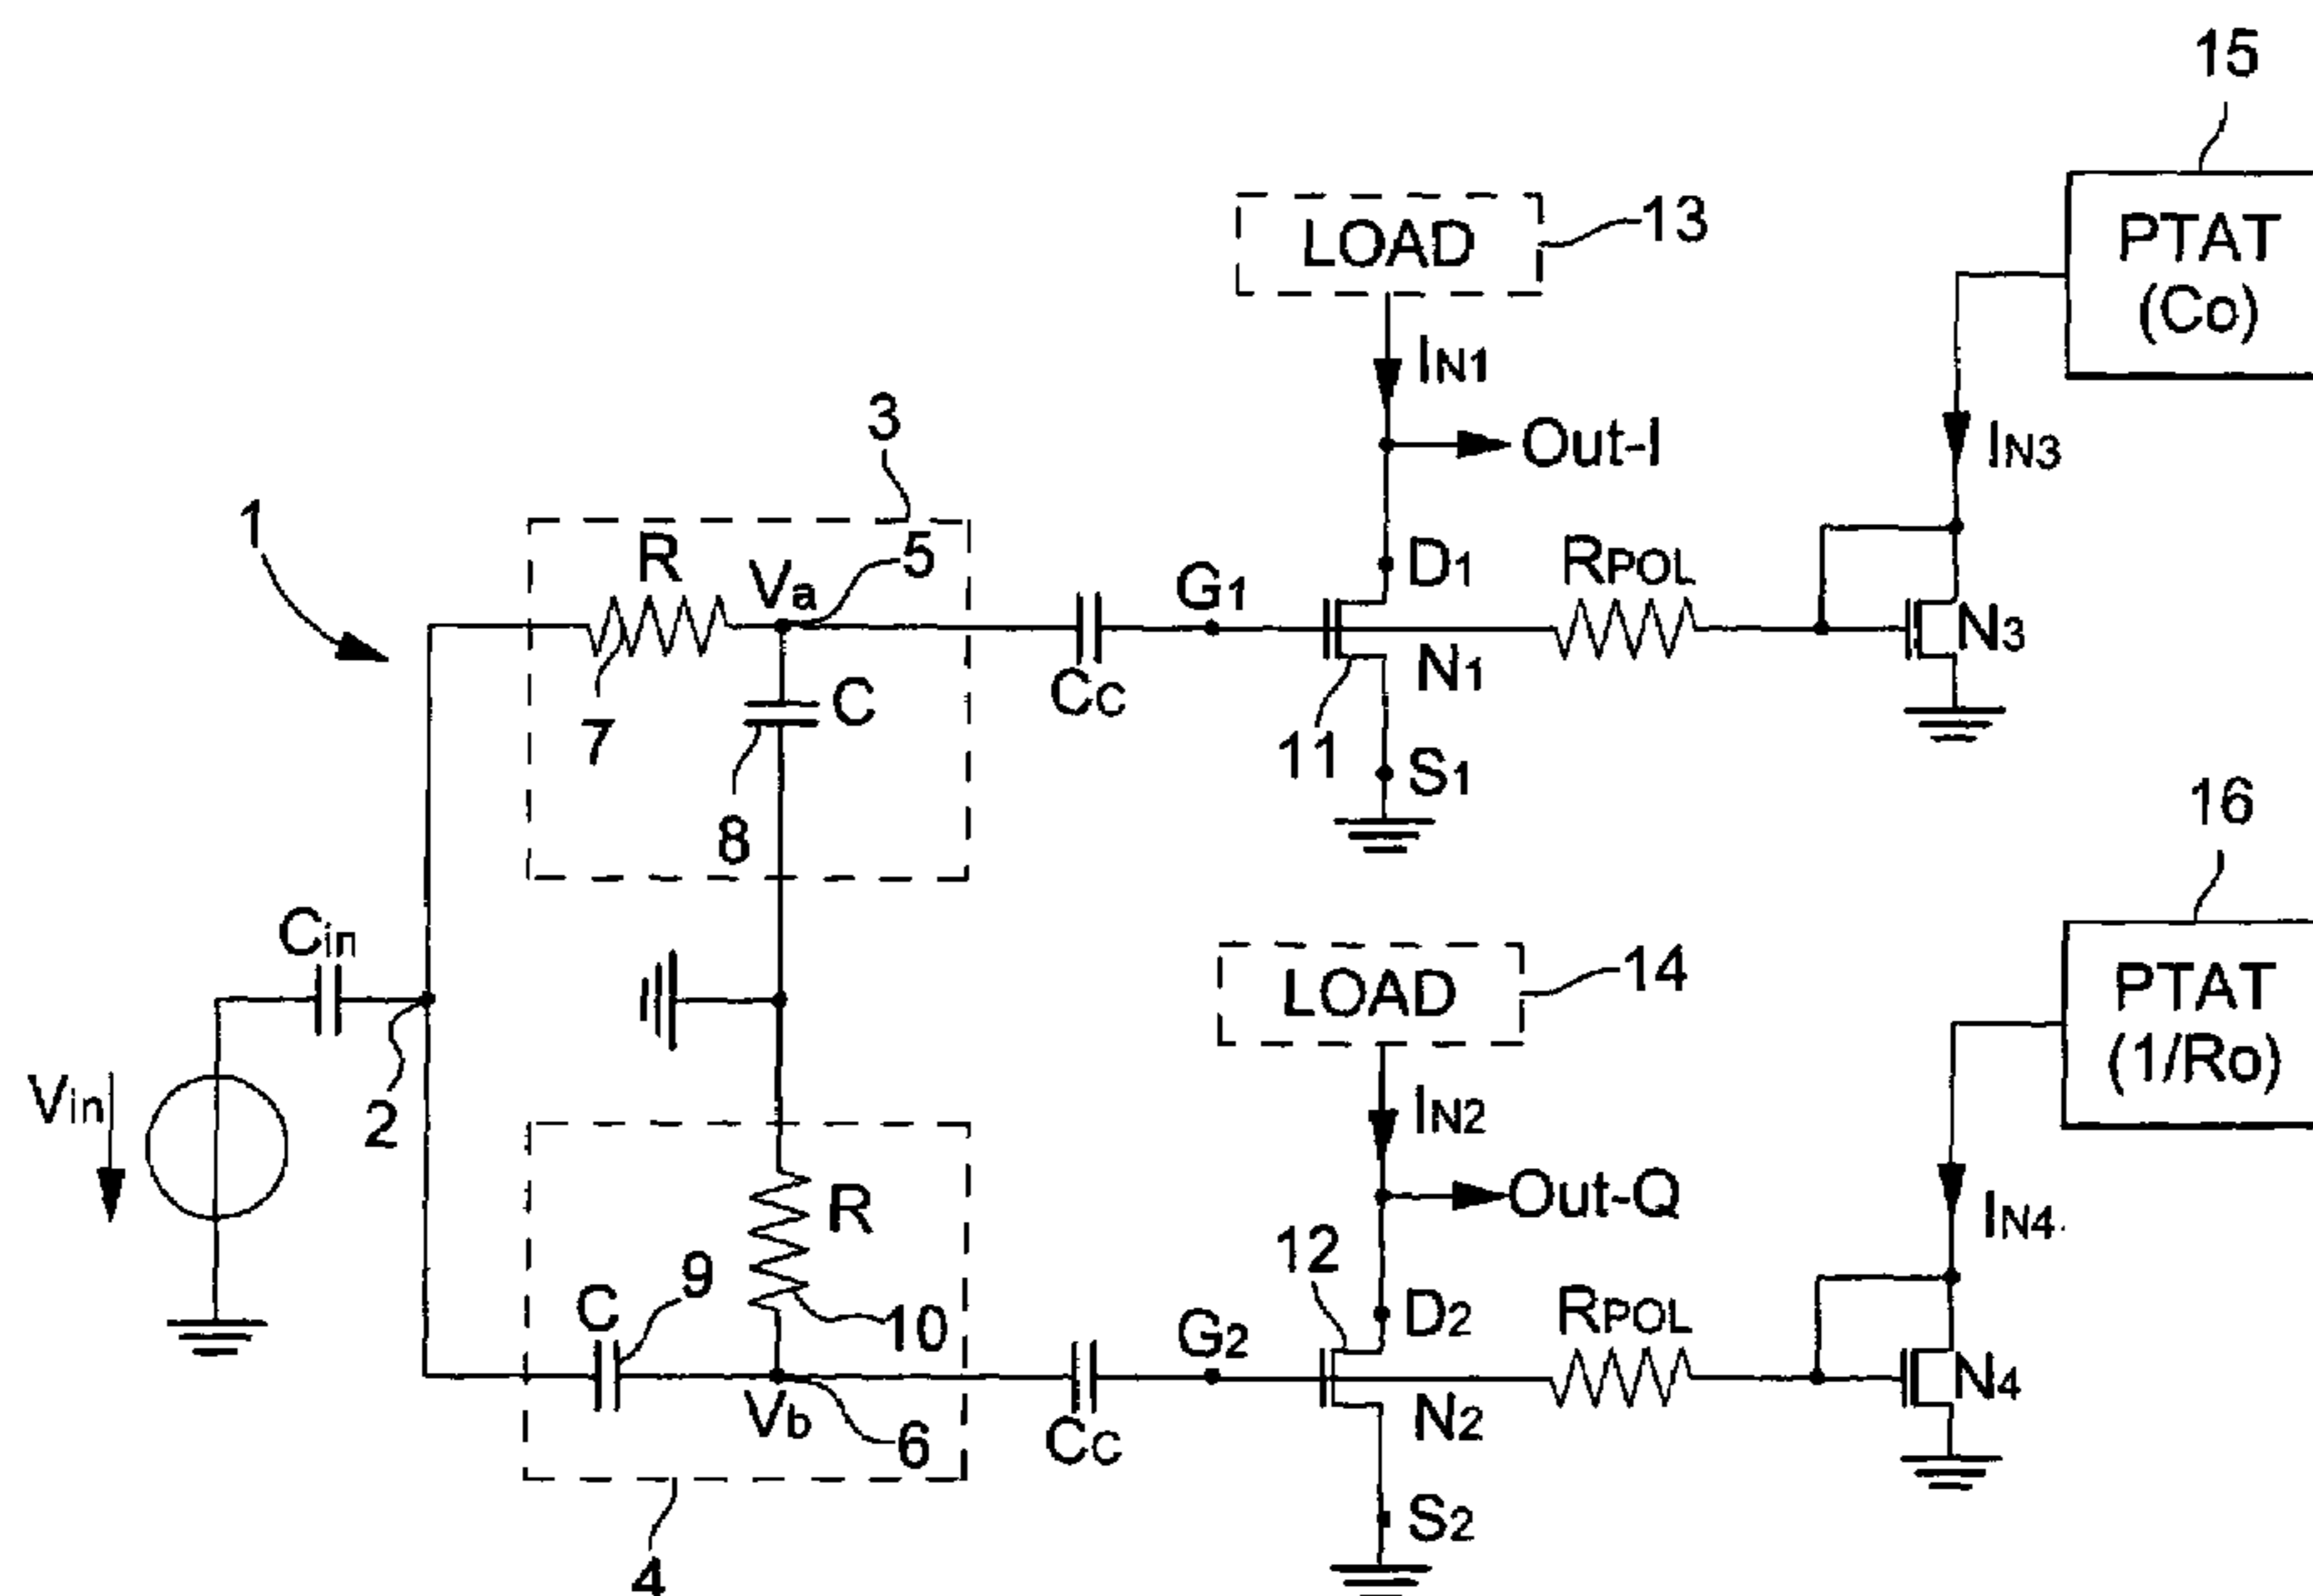 15
PTAT
(Co)
LOAD
13
IN1
Out-I
IN3
3
1
R
Va
5
G1
D1
RPOL
N3
N1
C
Cc
7
8
11
S1
16
PTAT
(1/Ro)
Cin
LOAD
14
Vin
2
IN2
Out-Q
IN4
R
12
9
C
10
G2
D2
RPOL
N4
Vb
6
Cc
N2
S2
4